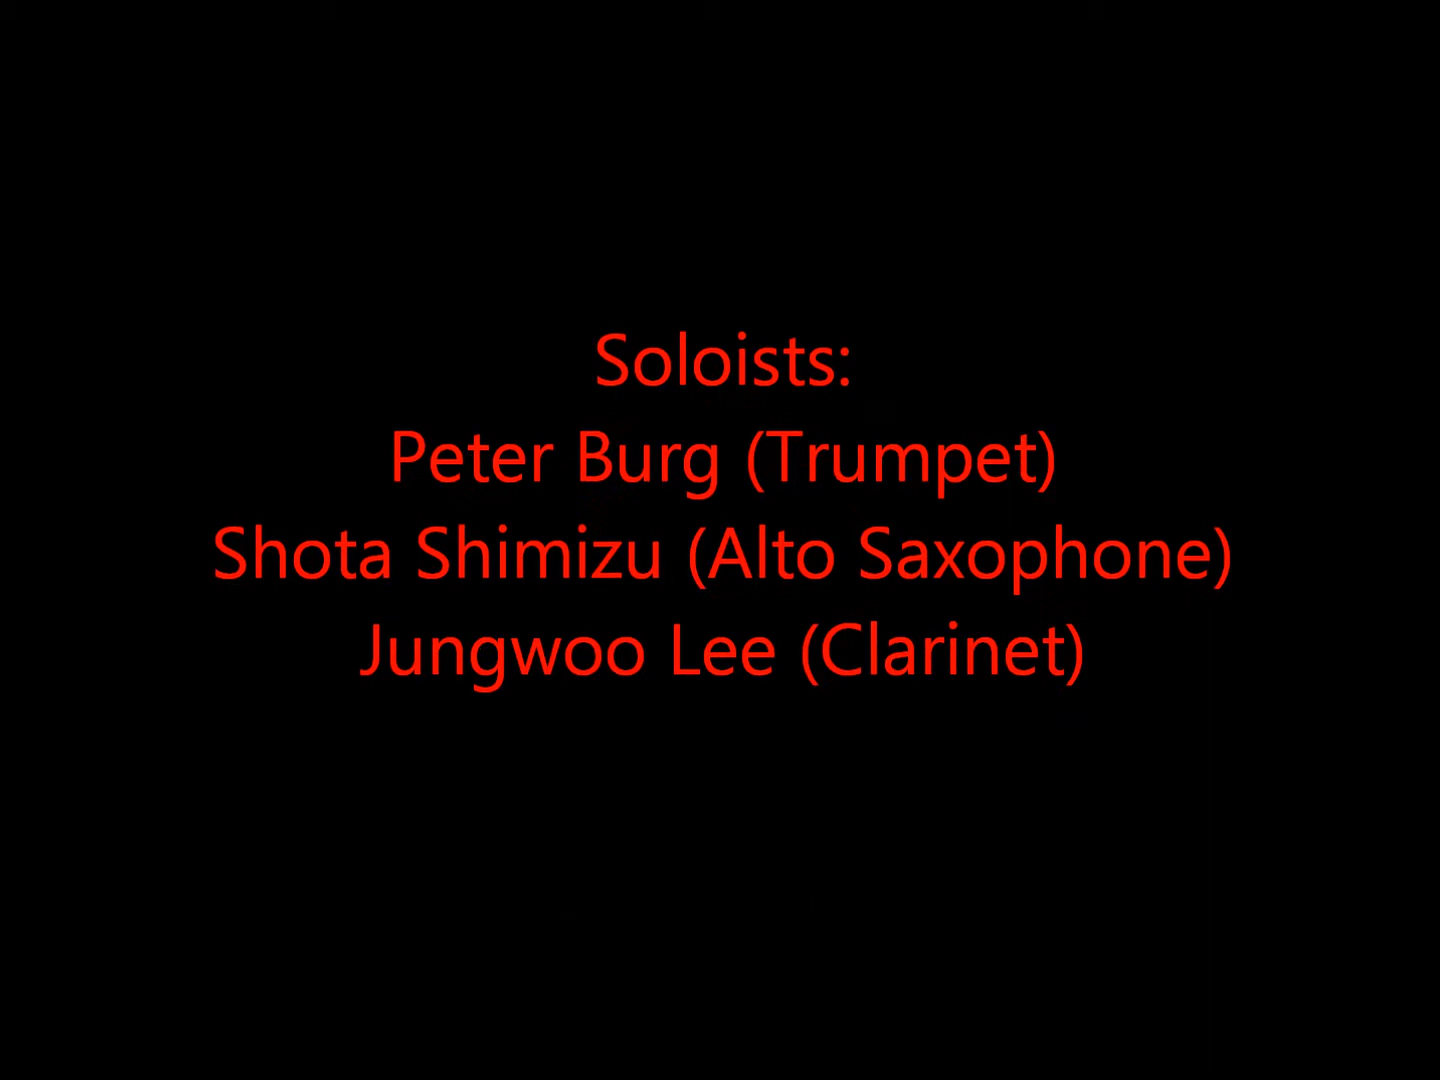 Soloists:
Peter Burg (Trumpet)
Shota Shimizu (Alto Saxophone)
Jungwoo Lee (Clarinet)